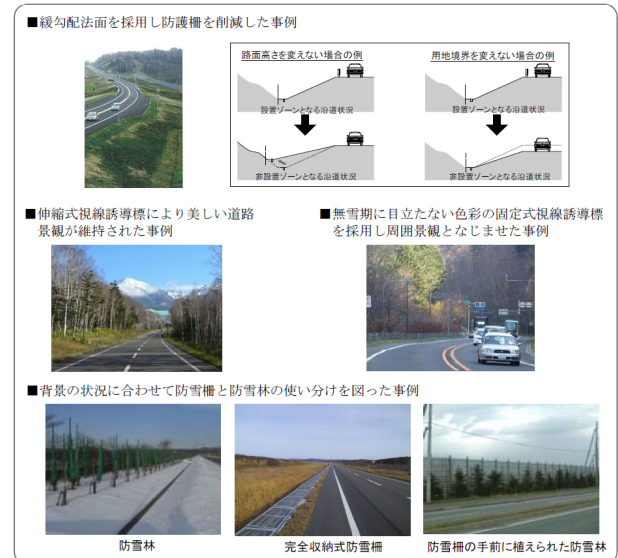 ■緩勾配法面を採用し防護柵を削減した事例
路面高さを変えない場合の例
用地境界を変えない場合の例
設置ゾーンとなる沿道状況
設置ゾーンとなる沿道状況
非設置ゾーンとなる沿道状況
非設置ゾーンとなる沿道状況
■伸縮式視線誘導標により美しい道路
景観が維持された事例
■無雪期に目立たない色彩の固定式視線誘導標
を採用し周囲景観となじませた事例
■背景の状況に合わせて防雪柵と防雪林の使い分けを図った事例
防雪林
完全収納式防雪柵
防雪柵の手前に植えられた防雪林